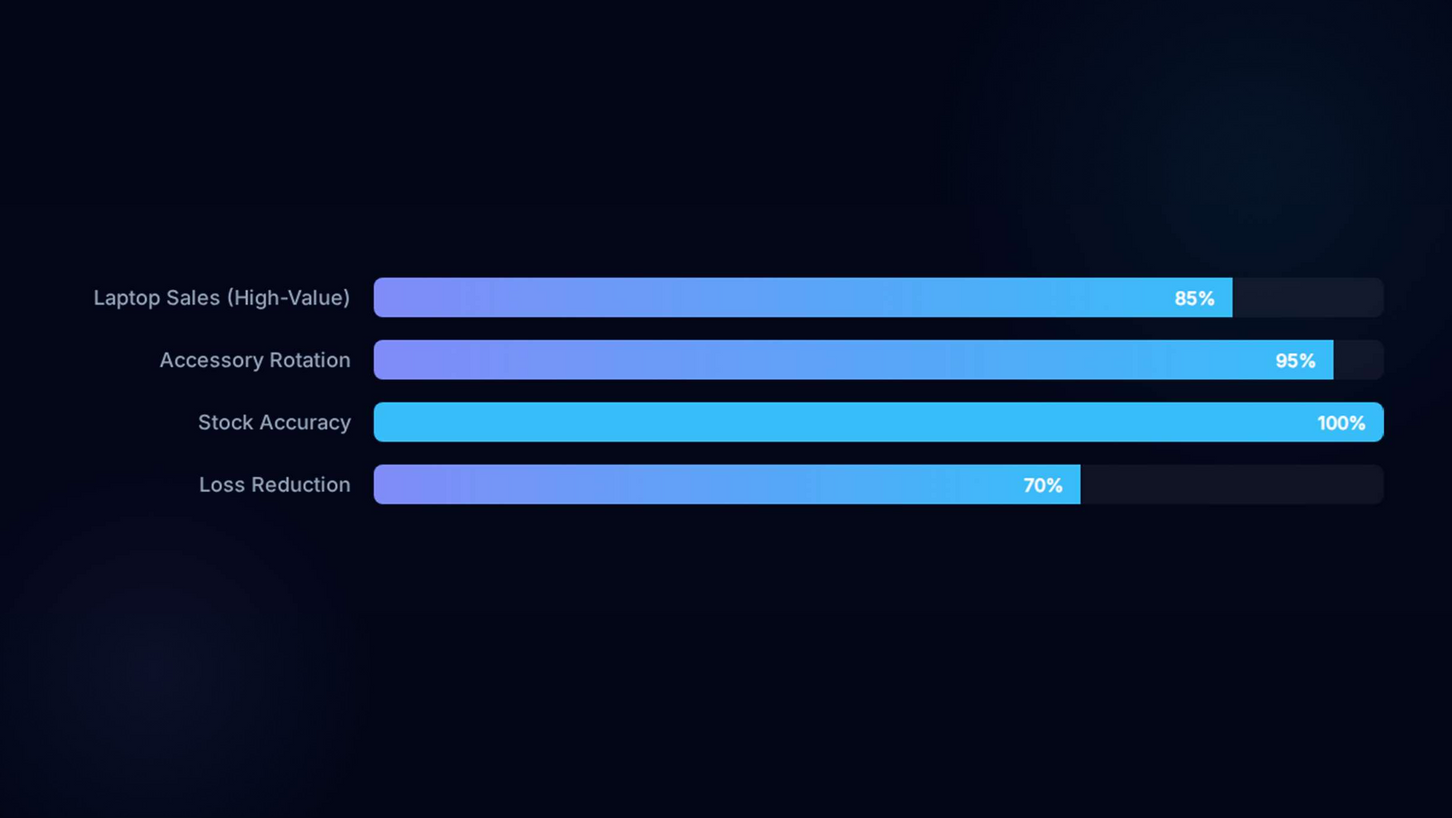 Laptop Sales (High-Value) 85%
Accessory Rotation 95%
Stock Accuracy 100%
Loss Reduction 70%